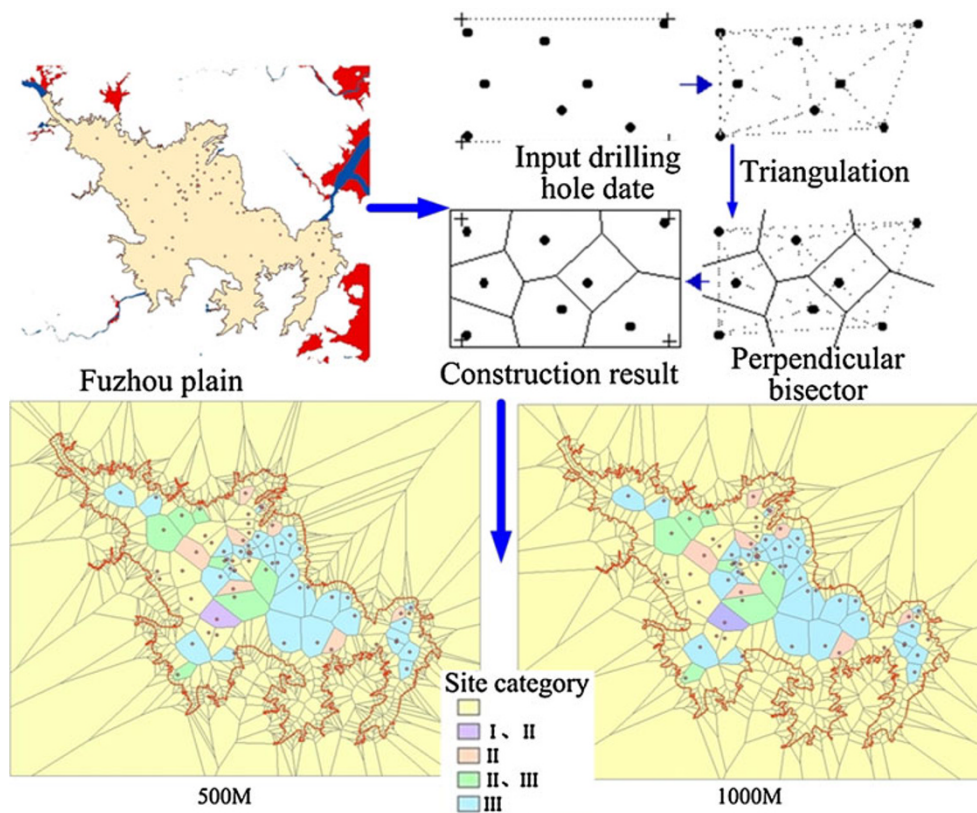 Input drilling
hole date
Triangulation
Fuzhou plain
Construction result
Perpendicular
bisector
Site category
I、II
II
II、III
III
500M
1000M